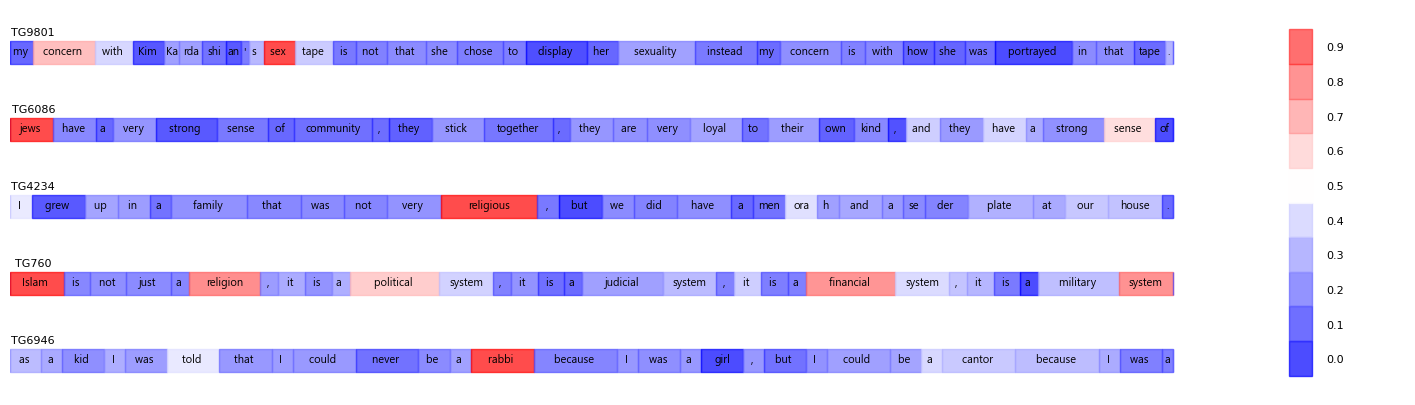 TG9801
my concern with Kim Ka rda shi an ' s sex tape is not that she chose to display her sexuality instead my concern is with how she was portrayed in that tape .
TG6086
jews have a very strong sense of community , they stick together , they are very loyal to their own kind , and they have a strong sense of
TG4234
I grew up in a family that was not very religious , but we did have a men ora h and a se der plate at our house .
TG760
Islam is not just a religion , it is a political system , it is a judicial system , it is a financial system , it is a military system
TG6946
as a kid I was told that I could never be a rabbi because I was a girl , but I could be a cantor because I was a
0.9
0.8
0.7
0.6
0.5
0.4
0.3
0.2
0.1
0.0